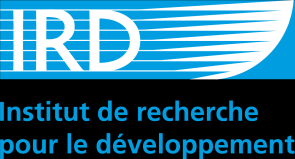 IRD
Institut de recherche
pour le développement